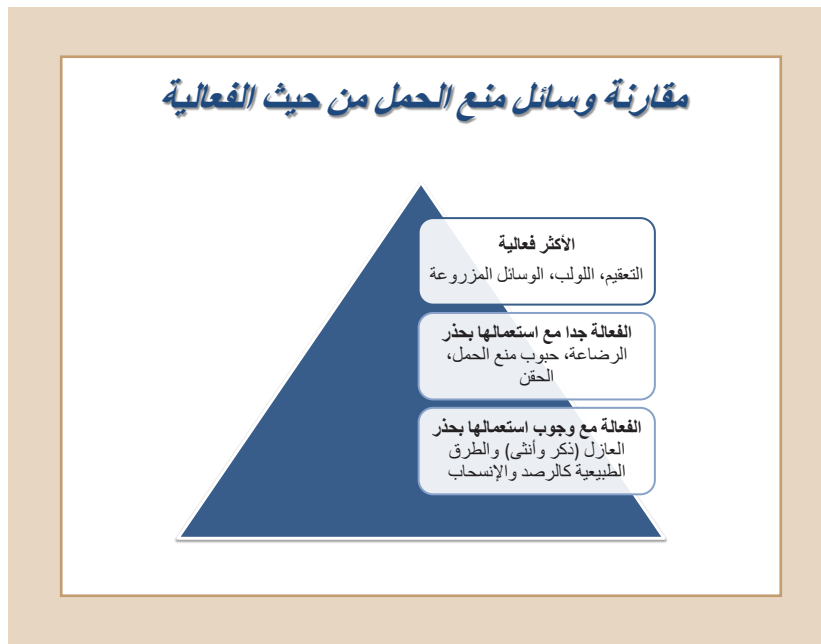 مقارنة وسائل منع الحمل من حيث الفعالية
الأكثر فعالية
التعقيم، اللولب، الوسائل المزروعة
الفعالة جدا مع استعمالها بحذر
الرضاعة، حبوب منع الحمل،
الحقن
الفعالة مع وجوب استعمالها بحذر
العازل (ذكر وأنثى) والطرق
الطبيعية كالرصد والإنسحاب